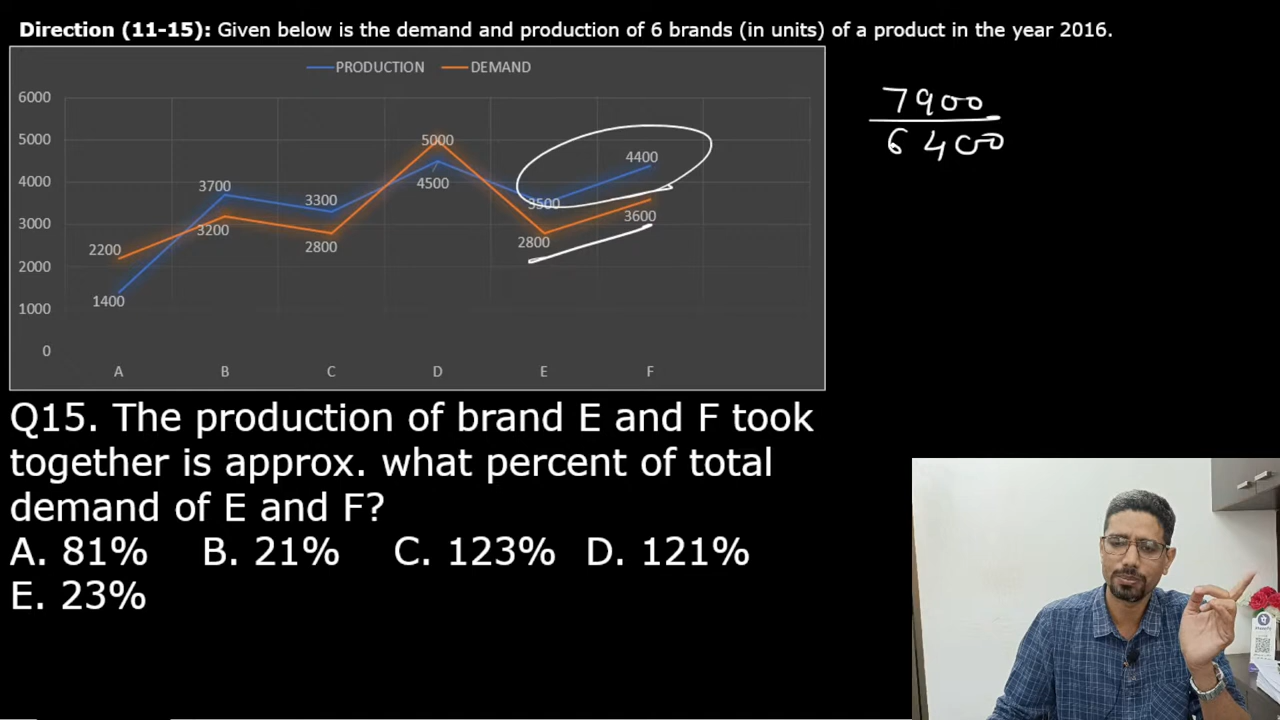 Direction (11-15): Given below is the demand and production of 6 brands (in units) of a product in the year 2016.
PRODUCTION DEMAND
6000
5000
4000
3000
2000
1000
0
2200
1400
3700
3200
3300
2800
5000
4500
3500
2800
4400
3600
A B C D E F
7900
6400
Q15. The production of brand E and F took
together is approx. what percent of total
demand of E and F?
A. 81% B. 21% C. 123% D. 121%
E. 23%